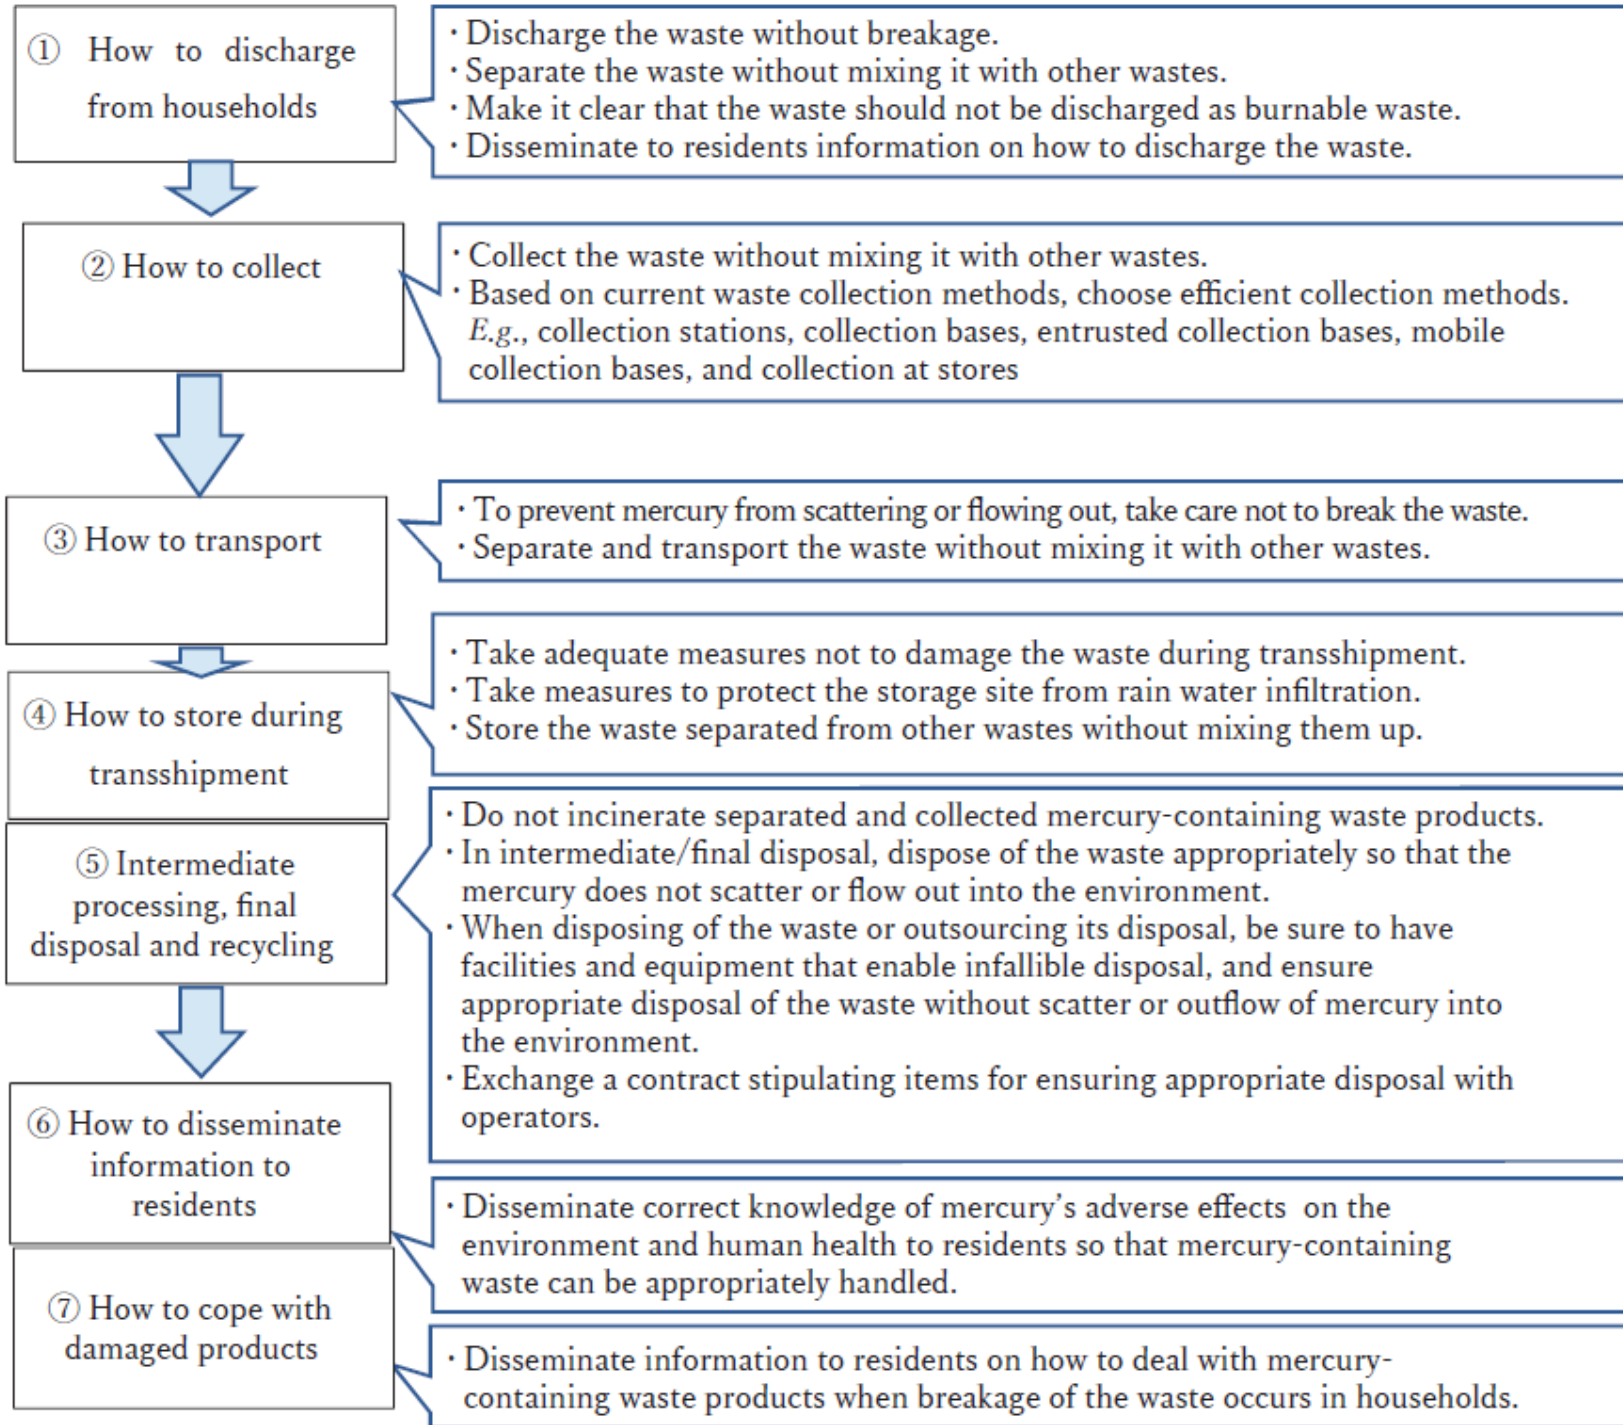 ① How to discharge
from households
· Discharge the waste without breakage.
· Separate the waste without mixing it with other wastes.
· Make it clear that the waste should not be discharged as burnable waste.
· Disseminate to residents information on how to discharge the waste.
② How to collect
· Collect the waste without mixing it with other wastes.
· Based on current waste collection methods, choose efficient collection methods.
E.g., collection stations, collection bases, entrusted collection bases, mobile
collection bases, and collection at stores
③ How to transport
· To prevent mercury from scattering or flowing out, take care not to break the waste.
· Separate and transport the waste without mixing it with other wastes.
④ How to store during
transshipment
· Take adequate measures not to damage the waste during transshipment.
· Take measures to protect the storage site from rain water infiltration.
· Store the waste separated from other wastes without mixing them up.
⑤ Intermediate
processing, final
disposal and recycling
· Do not incinerate separated and collected mercury-containing waste products.
· In intermediate/final disposal, dispose of the waste appropriately so that the
mercury does not scatter or flow out into the environment.
· When disposing of the waste or outsourcing its disposal, be sure to have
facilities and equipment that enable infallible disposal, and ensure
appropriate disposal of the waste without scatter or outflow of mercury into
the environment.
· Exchange a contract stipulating items for ensuring appropriate disposal with
operators.
⑥ How to disseminate
information to
residents
· Disseminate correct knowledge of mercury's adverse effects on the
environment and human health to residents so that mercury-containing
waste can be appropriately handled.
⑦ How to cope with
damaged products
· Disseminate information to residents on how to deal with mercury-
containing waste products when breakage of the waste occurs in households.